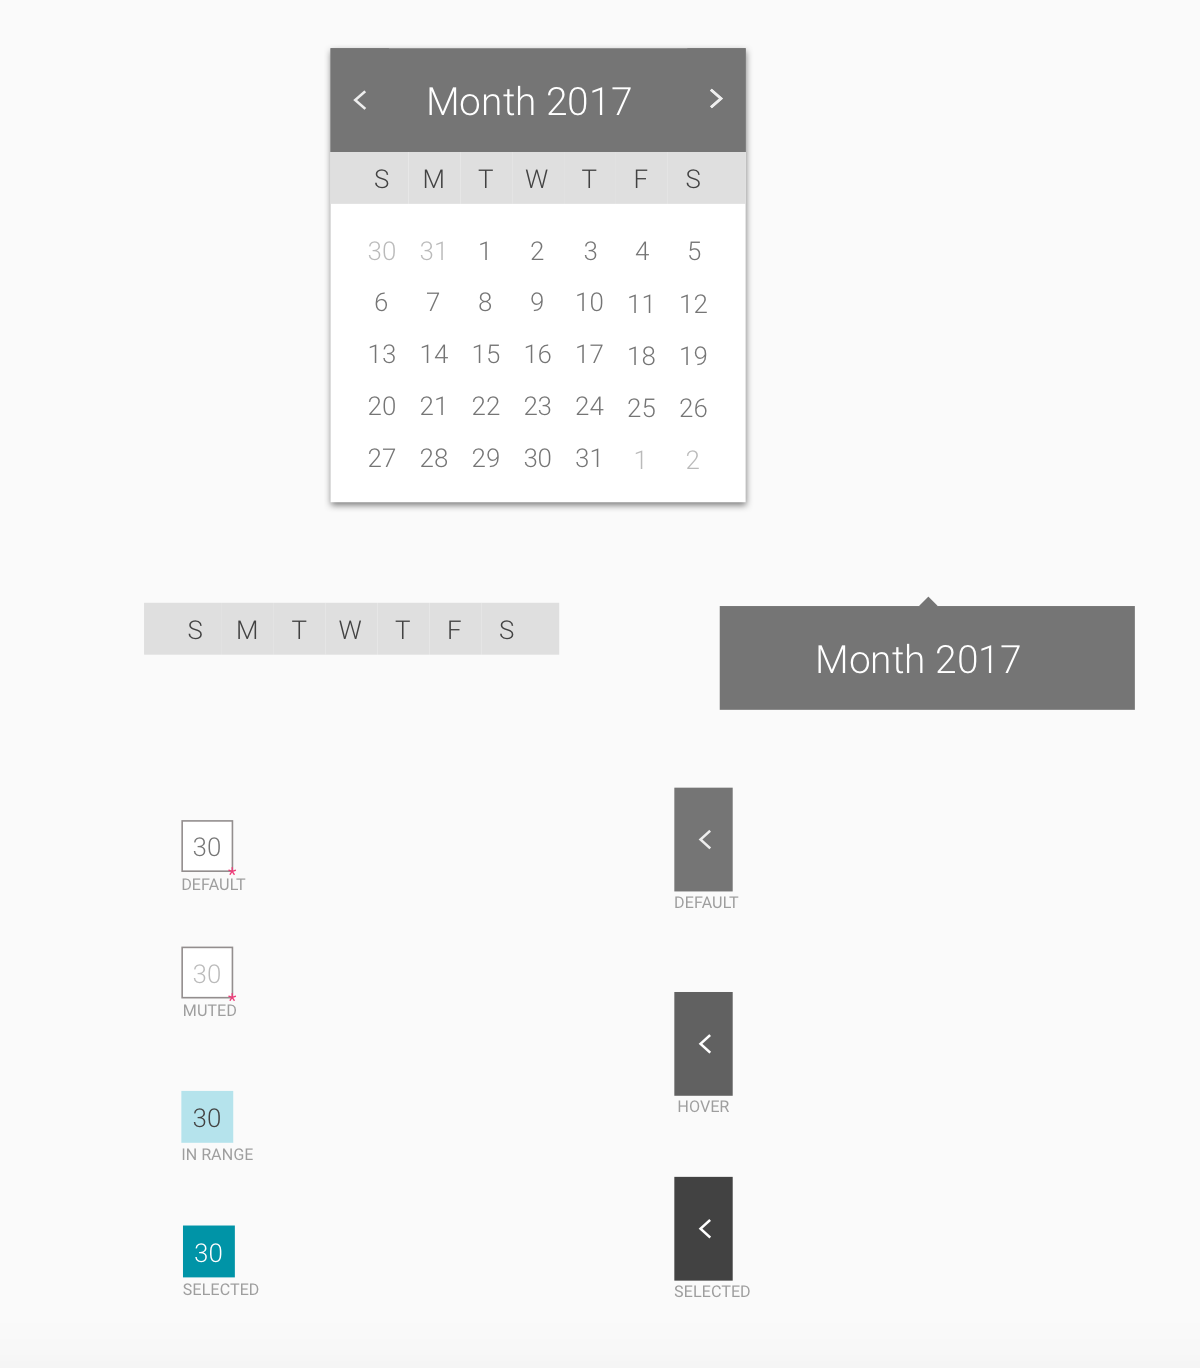 < Month 2017 >
S M T W T F S
30 31 1 2 3 4 5
6 7 8 9 10 11 12
13 14 15 16 17 18 19
20 21 22 23 24 25 26
27 28 29 30 31 1 2
S M T W T F S
Month 2017
30
*
DEFAULT
30
*
MUTED
30
IN RANGE
30
SELECTED
<
DEFAULT
<
HOVER
<
SELECTED